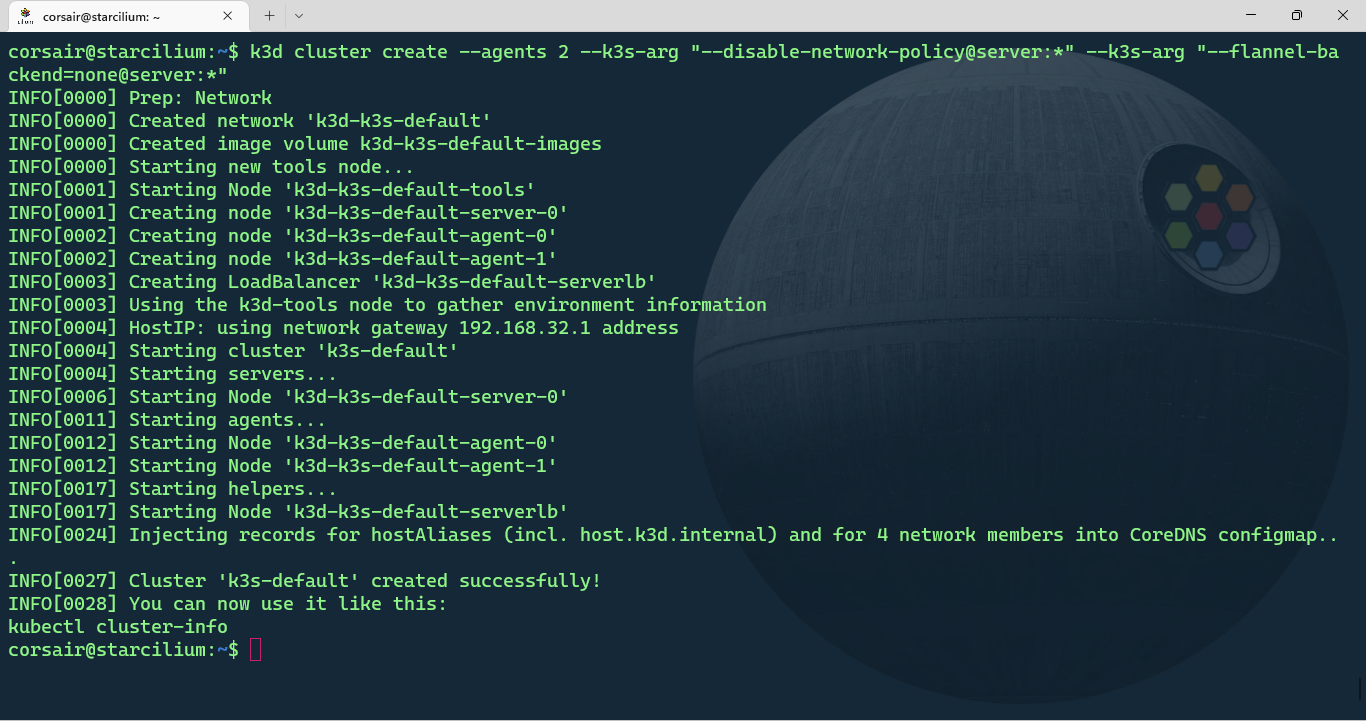 corsair@starcilium: ~
corsair@starcilium:~$ k3d cluster create --agents 2 --k3s-arg "--disable-network-policy@server:*" --k3s-arg "--flannel-ba
ckend=none@server:*"
INFO[0000] Prep: Network
INFO[0000] Created network 'k3d-k3s-default'
INFO[0000] Created image volume k3d-k3s-default-images
INFO[0000] Starting new tools node...
INFO[0001] Starting Node 'k3d-k3s-default-tools'
INFO[0001] Creating node 'k3d-k3s-default-server-0'
INFO[0002] Creating node 'k3d-k3s-default-agent-0'
INFO[0002] Creating node 'k3d-k3s-default-agent-1'
INFO[0003] Creating LoadBalancer 'k3d-k3s-default-serverlb'
INFO[0003] Using the k3d-tools node to gather environment information
INFO[0004] HostIP: using network gateway 192.168.32.1 address
INFO[0004] Starting cluster 'k3s-default'
INFO[0004] Starting servers...
INFO[0006] Starting Node 'k3d-k3s-default-server-0'
INFO[0011] Starting agents...
INFO[0012] Starting Node 'k3d-k3s-default-agent-0'
INFO[0012] Starting Node 'k3d-k3s-default-agent-1'
INFO[0017] Starting helpers...
INFO[0017] Starting Node 'k3d-k3s-default-serverlb'
INFO[0024] Injecting records for hostAliases (incl. host.k3d.internal) and for 4 network members into CoreDNS configmap..
.
INFO[0027] Cluster 'k3s-default' created successfully!
INFO[0028] You can now use it like this:
kubectl cluster-info
corsair@starcilium:~$